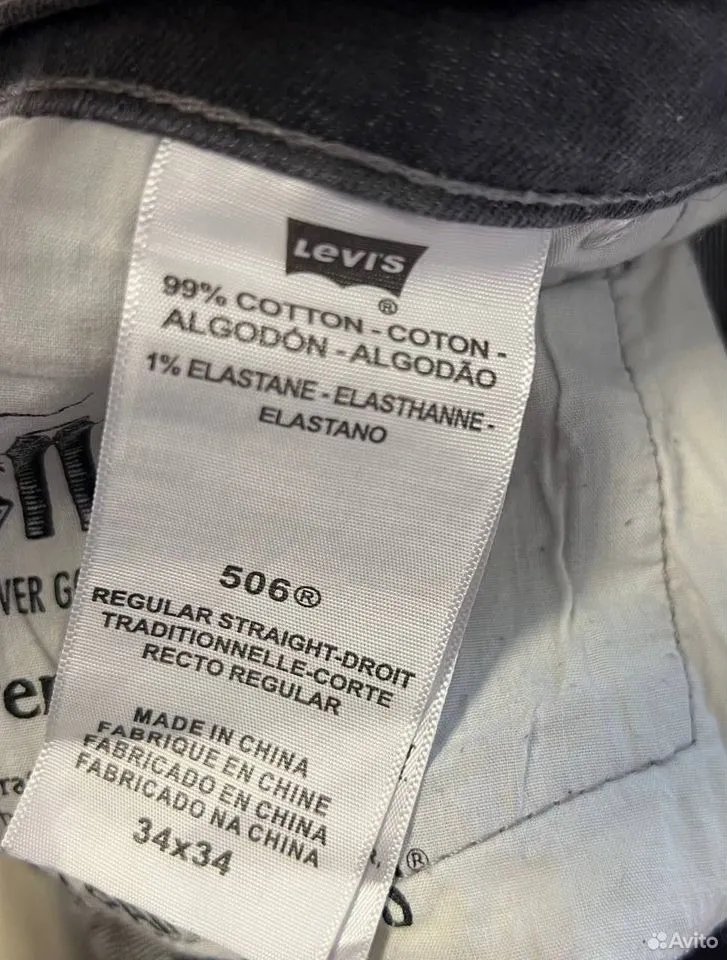 Levi's
®
99% COTTON - COTON -
ALGODÓN - ALGODÃO
1% ELASTANE - ELASTHANNE -
ELASTANO
506®
REGULAR STRAIGHT-DROIT
TRADITIONNELLE-CORTE
RECTO REGULAR
MADE IN CHINA
FABRIQUE EN CHINE
FABRICADO EN CHINA
FABRICADO NA CHINA
34x34
®
Avito